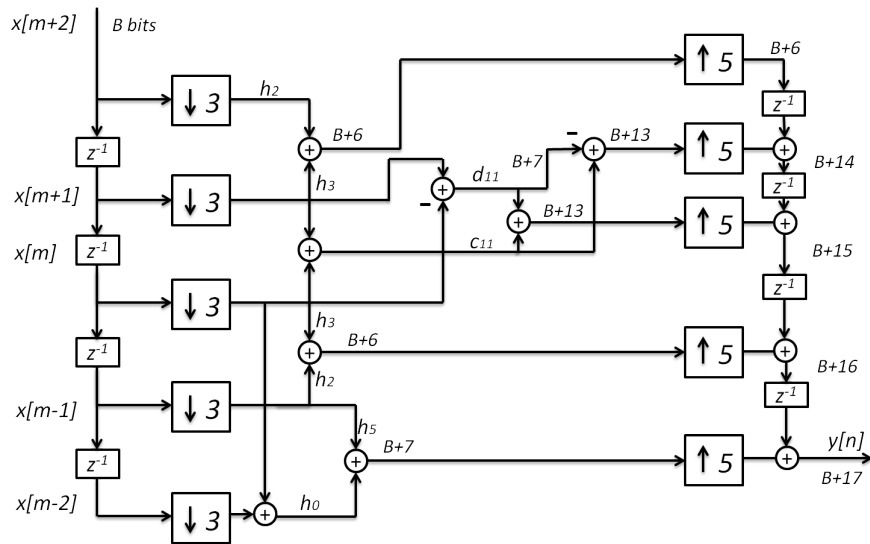 x[m+2]
B bits
↓ 3
h2
B+6
↑ 5
B+6
z-1
z-1
h3
d11
B+7
B+13
↑ 5
B+14
x[m+1]
↓ 3
z-1
B+13
↑ 5
x[m]
z-1
c11
B+15
↓ 3
h3
z-1
z-1
B+6
↑ 5
h2
B+16
x[m-1]
↓ 3
z-1
h5
B+7
↑ 5
y[n]
z-1
B+17
x[m-2]
↓ 3
h0
+
+
+
+
+
+
+
+
+
+
+
-
-